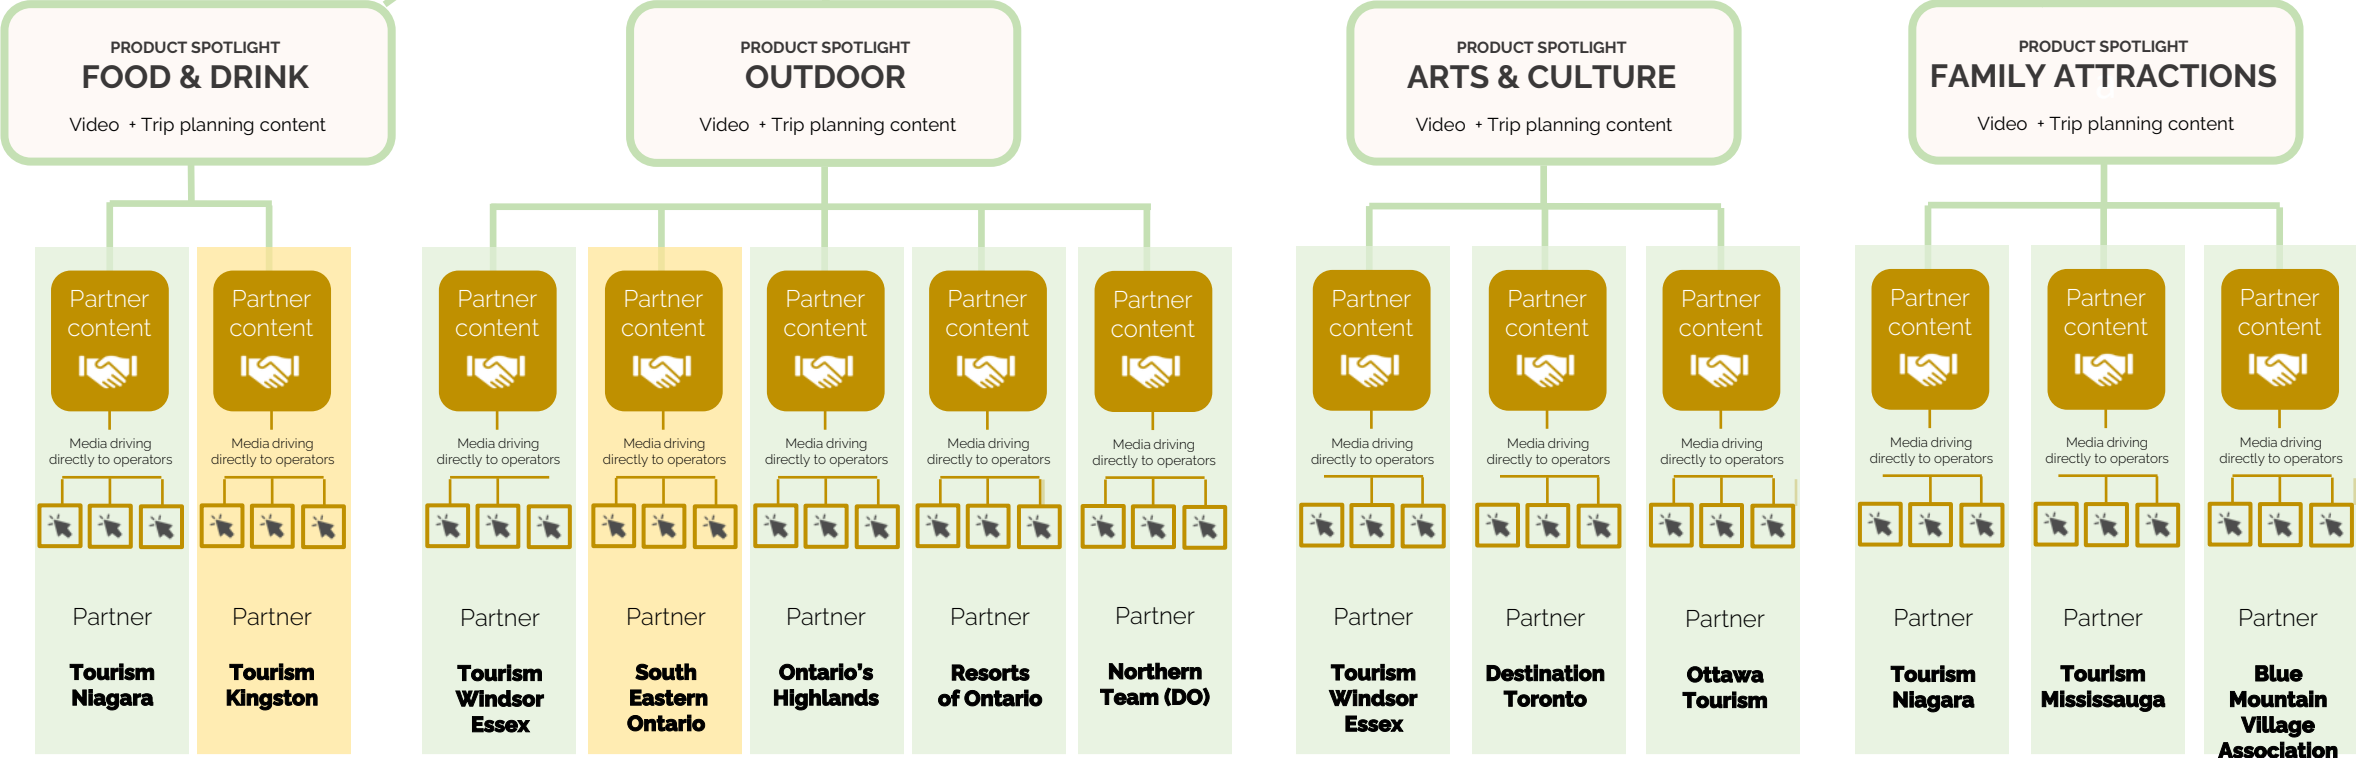 PRODUCT SPOTLIGHT
FOOD & DRINK
Video + Trip planning content
PRODUCT SPOTLIGHT
OUTDOOR
Video + Trip planning content
PRODUCT SPOTLIGHT
ARTS & CULTURE
Video + Trip planning content
PRODUCT SPOTLIGHT
FAMILY ATTRACTIONS
Video + Trip planning content
Partner
content
Media driving
directly to operators
Partner
Tourism
Niagara
Partner
content
Media driving
directly to operators
Partner
Tourism
Kingston
Partner
content
Media driving
directly to operators
Partner
Tourism
Windsor
Essex
Partner
content
Media driving
directly to operators
Partner
South
Eastern
Ontario
Partner
content
Media driving
directly to operators
Partner
Ontario's
Highlands
Partner
content
Media driving
directly to operators
Partner
Resorts
of Ontario
Partner
content
Media driving
directly to operators
Partner
Northern
Team (DO)
Partner
content
Media driving
directly to operators
Partner
Tourism
Windsor
Essex
Partner
content
Media driving
directly to operators
Partner
Destination
Toronto
Partner
content
Media driving
directly to operators
Partner
Ottawa
Tourism
Partner
content
Media driving
directly to operators
Partner
Tourism
Niagara
Partner
content
Media driving
directly to operators
Partner
Tourism
Mississauga
Partner
content
Media driving
directly to operators
Partner
Blue
Mountain
Village
Association